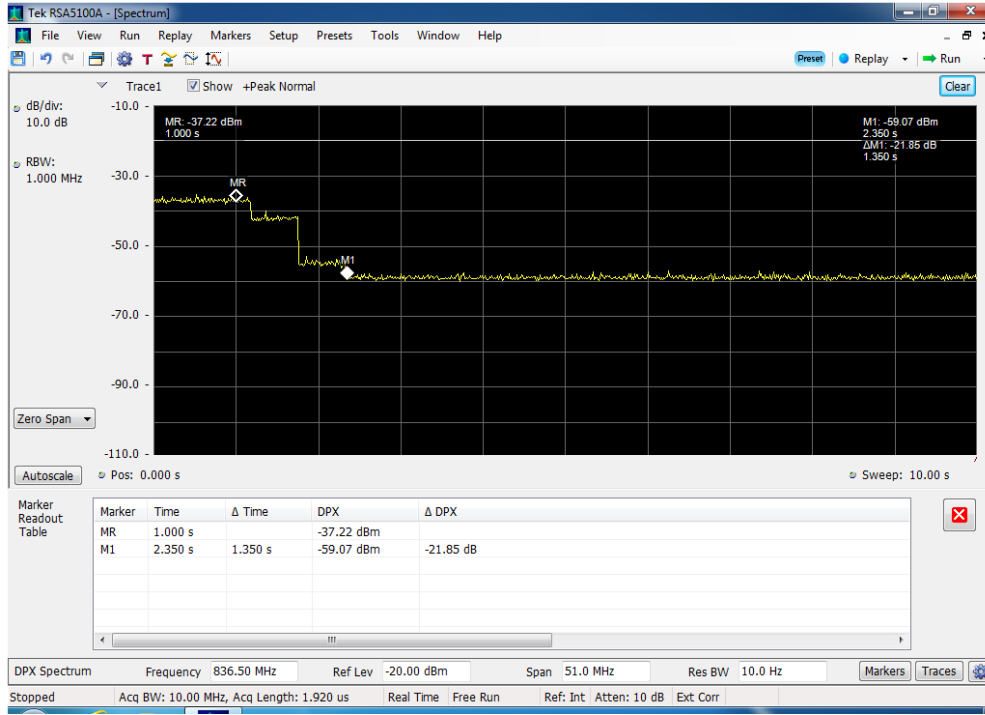 Tek RSA5100A - [Spectrum]
File View Run Replay Markers Setup Presets Tools Window Help
T Preset Replay Run
Trace1 Show +Peak Normal Clear
dB/div:
10.0 dB
RBW:
1.000 MHz
-10.0 -
-30.0 -
-50.0 -
-70.0 -
-90.0 -
-110.0 -
MR: -37.22 dBm
1.000 s
M1: -59.07 dBm
2.350 s
ΔM1: -21.85 dB
1.350 s
MR
M1
Zero Span
Autoscale Pos: 0.000 s Sweep: 10.00 s
Marker
Readout
Table
Marker Time Δ Time DPX Δ DPX
MR 1.000 s -37.22 dBm
M1 2.350 s 1.350 s -59.07 dBm -21.85 dB
DPX Spectrum Frequency 836.50 MHz Ref Lev -20.00 dBm Span 51.0 MHz Res BW 10.0 Hz Markers Traces
Stopped Acq BW: 10.00 MHz, Acq Length: 1.920 us Real Time Free Run Ref: Int Atten: 10 dB Ext Corr